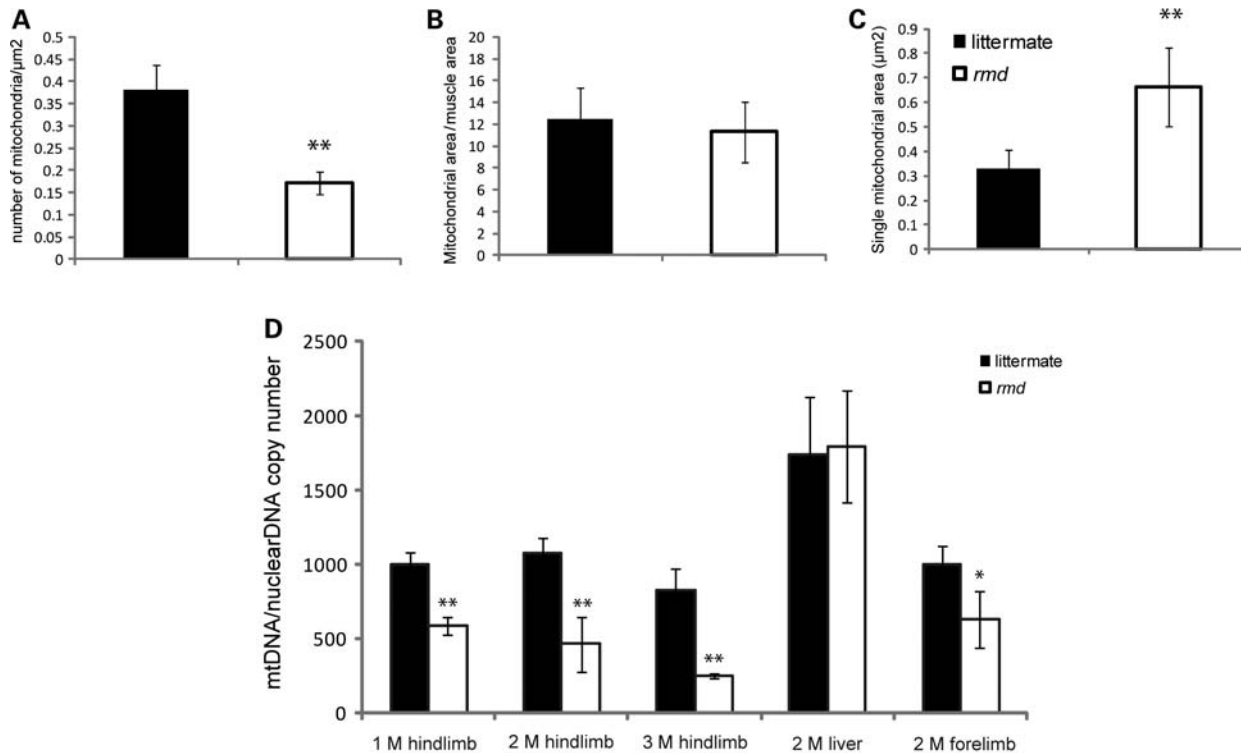 A
number of mitochondria/µm2
0.5
0.45
0.4
0.35
0.3
0.25
0.2
0.15
0.1
0.05
0
**
B
Mitochondrial area/muscle area
20
18
16
14
12
10
8
6
4
2
0
C
Single mitochondrial area (µm2)
0.9
0.8
0.7
0.6
0.5
0.4
0.3
0.2
0.1
0
littermate
rmd
**
D
mtDNA/nuclearDNA copy number
2500
2000
1500
1000
500
0
littermate
rmd
**
**
**
*
1 M hindlimb
2 M hindlimb
3 M hindlimb
2 M liver
2 M forelimb